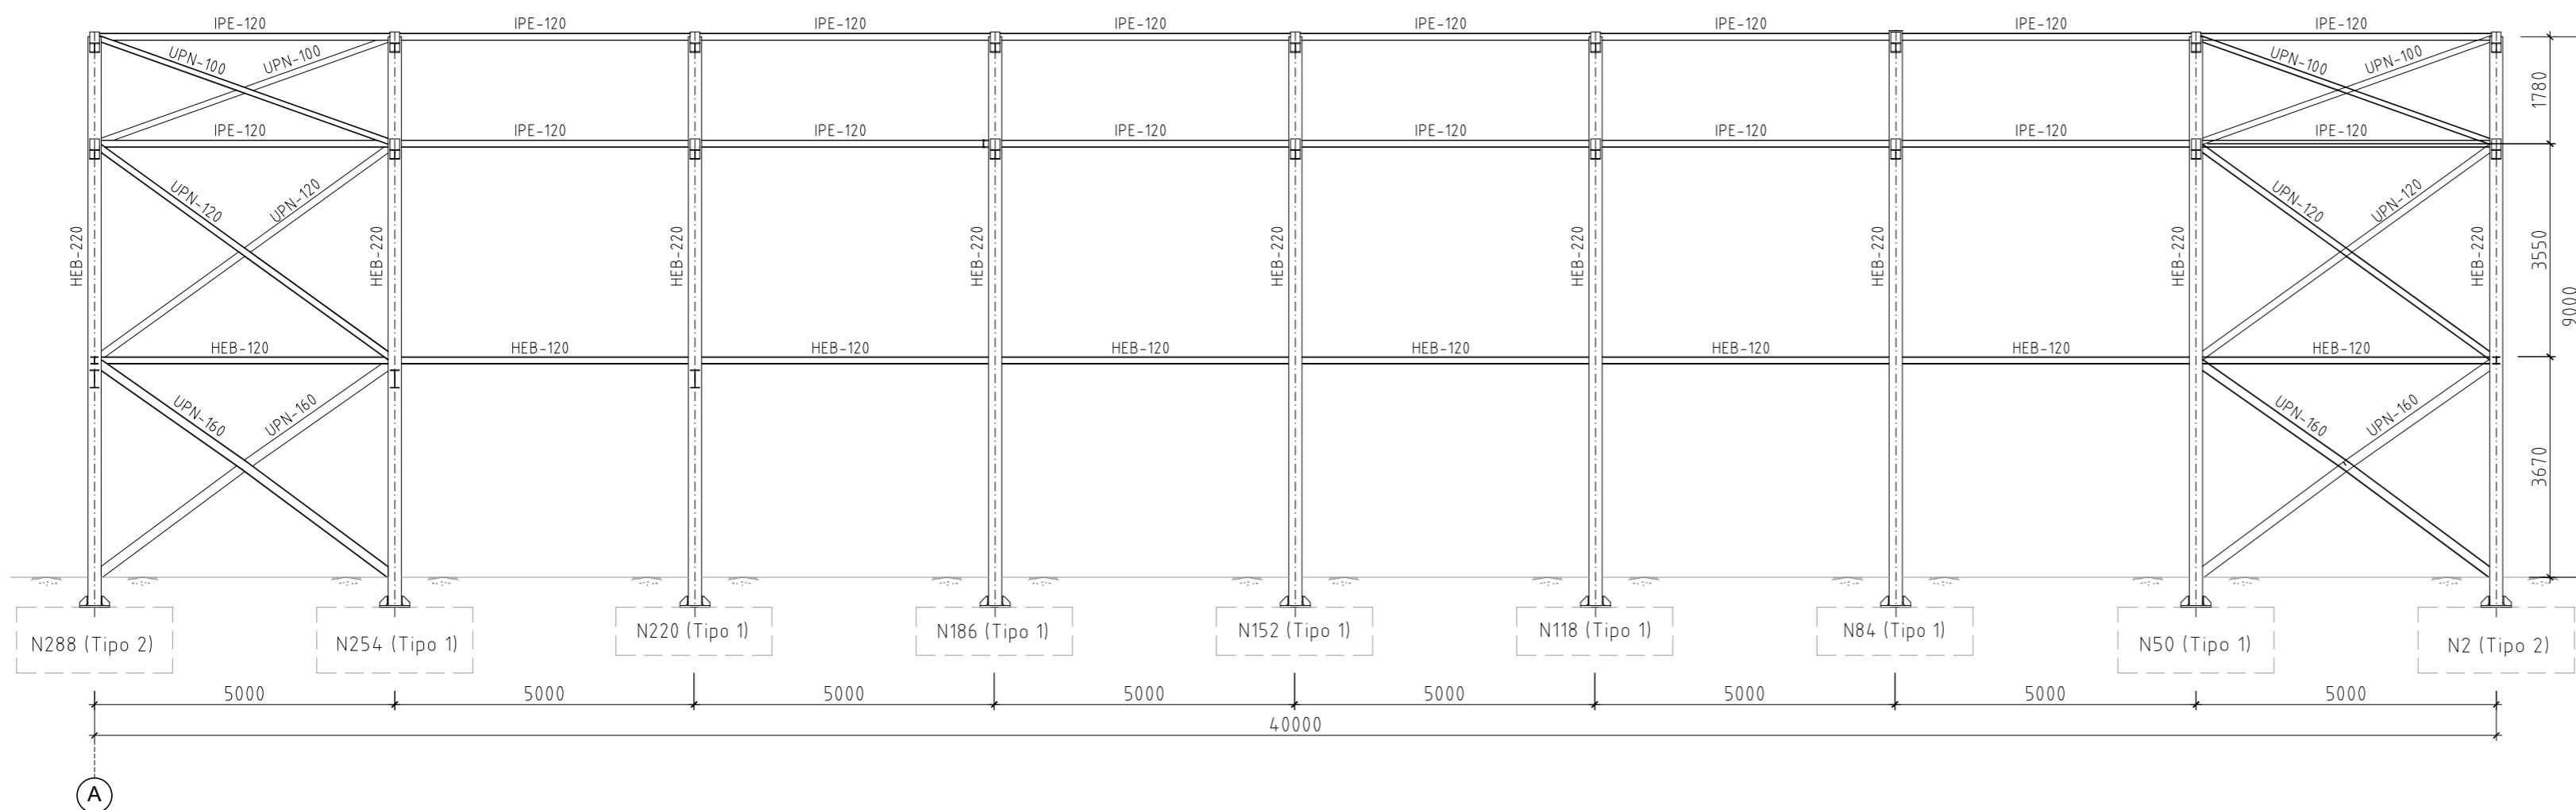 IPE-120 IPE-120 IPE-120 IPE-120 IPE-120 IPE-120 IPE-120 IPE-120
UPN-100 UPN-100 UPN-100 UPN-100
1780
IPE-120 IPE-120 IPE-120 IPE-120 IPE-120 IPE-120 IPE-120 IPE-120
UPN-120 UPN-120 UPN-120 UPN-120
HEB-220 HEB-220 HEB-220 HEB-220 HEB-220 HEB-220 HEB-220 HEB-220 HEB-220
3550
9000
HEB-120 HEB-120 HEB-120 HEB-120 HEB-120 HEB-120 HEB-120 HEB-120
UPN-160 UPN-160 UPN-160 UPN-160
3670
N288 (Tipo 2) N254 (Tipo 1) N220 (Tipo 1) N186 (Tipo 1) N152 (Tipo 1) N118 (Tipo 1) N84 (Tipo 1) N50 (Tipo 1) N2 (Tipo 2)
5000 5000 5000 5000 5000 5000 5000 5000
40000
A